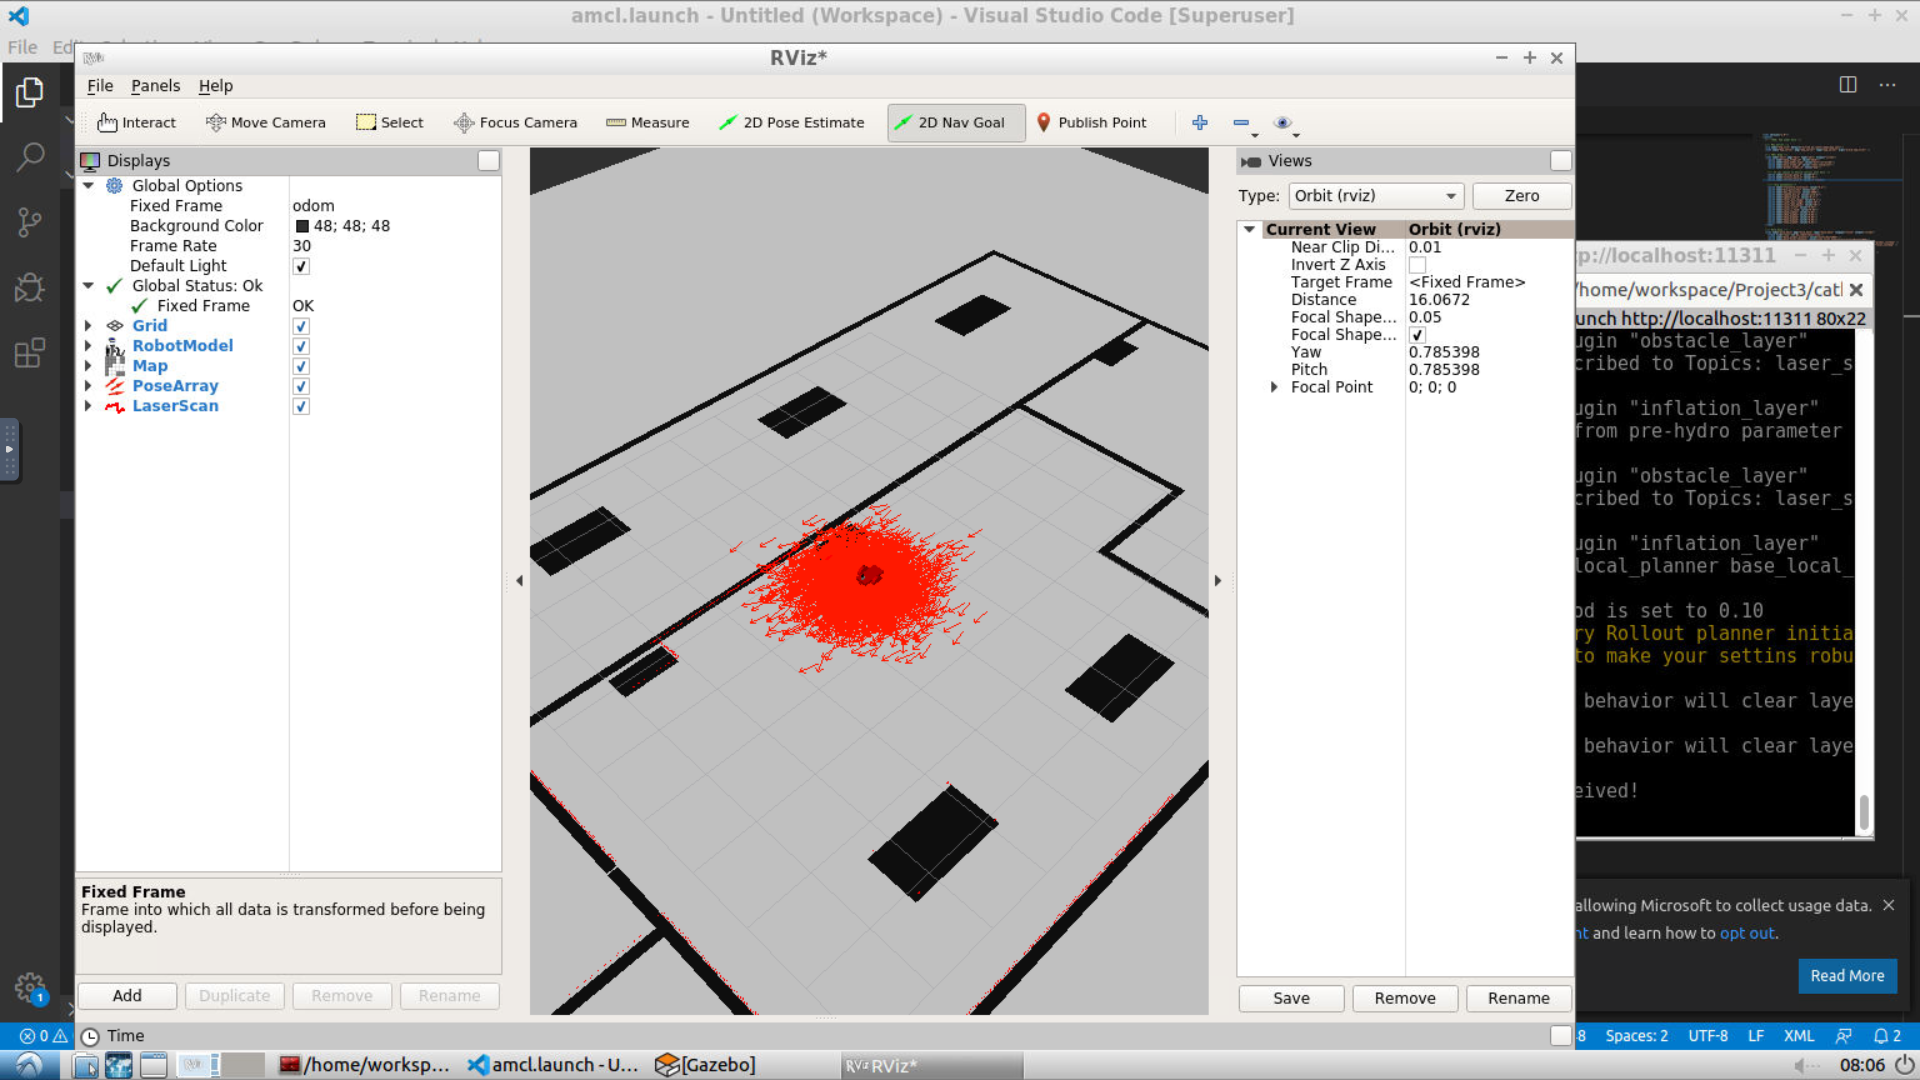 amcl.launch - Untitled (Workspace) - Visual Studio Code [Superuser]
File
RViz*
File Panels Help
Interact Move Camera Select Focus Camera Measure 2D Pose Estimate 2D Nav Goal Publish Point
Displays
Global Options
Fixed Frame odom
Background Color 48; 48; 48
Frame Rate 30
Default Light
Global Status: Ok
Fixed Frame OK
Grid
RobotModel
Map
PoseArray
LaserScan
Fixed Frame
Frame into which all data is transformed before being
displayed.
Add Duplicate Remove Rename
Time
Views
Type: Orbit (rviz) Zero
Current View Orbit (rviz)
Near Clip Di... 0.01
Invert Z Axis
Target Frame <Fixed Frame>
Distance 16.0672
Focal Shape... 0.05
Focal Shape...
Yaw 0.785398
Pitch 0.785398
Focal Point 0; 0; 0
Save Remove Rename
p://localhost:11311
/home/workspace/Project3/cat
unch http://localhost:11311 80x22
ugin "obstacle_layer"
cribed to Topics: laser_s
ugin "inflation_layer"
from pre-hydro parameter
ugin "obstacle_layer"
cribed to Topics: laser_s
ugin "inflation_layer"
local_planner base_local_
od is set to 0.10
ry Rollout planner initia
to make your settins robu
behavior will clear laye
behavior will clear laye
eived!
allowing Microsoft to collect usage data.
nt and learn how to opt out.
Read More
1
0
8 Spaces: 2 UTF-8 LF XML 2
/home/worksp... amcl.launch - U... [Gazebo] RViz RViz* 08:06